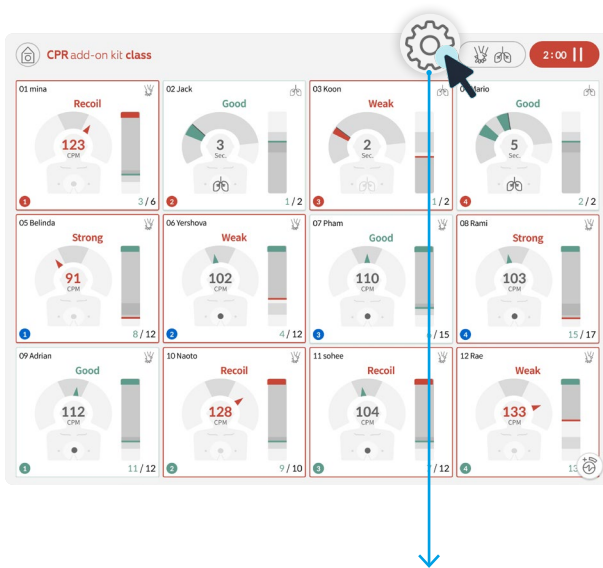 CPR add-on kit class
2:00
01 mina
Recoil
123
CPM
1
3 / 6
02 Jack
Good
3
Sec.
2
1 / 2
03 Koon
Weak
2
Sec.
3
1 / 2
Mario
Good
5
Sec.
4
2 / 2
05 Belinda
Strong
91
CPM
1
8 / 12
06 Yershova
Weak
102
CPM
2
4 / 12
07 Pham
Good
110
CPM
3
/ 15
08 Rami
Strong
103
CPM
4
15 / 17
09 Adrian
Good
112
CPM
1
11 / 12
10 Naoto
Recoil
128
CPM
2
9 / 10
11 sohee
Recoil
104
CPM
3
/ 12
12 Rae
Weak
133
CPM
4